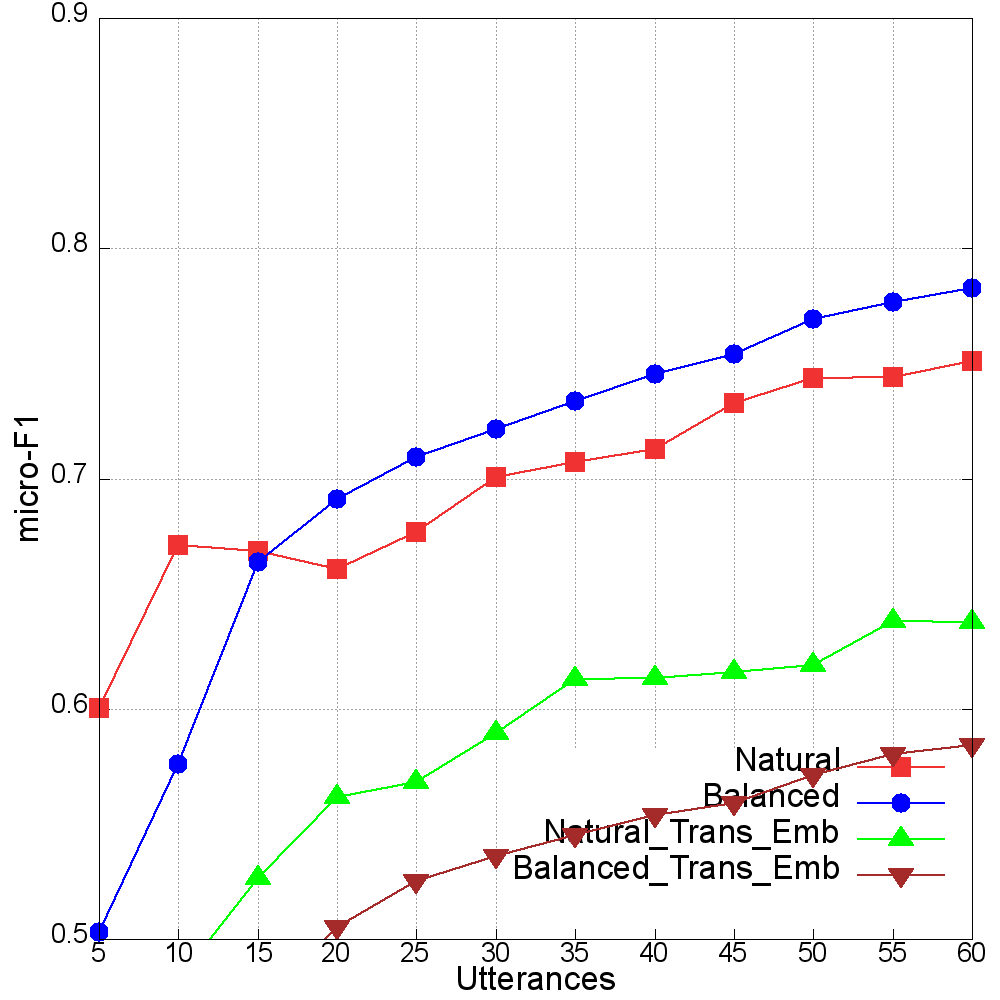 0.9
0.8
0.7
0.6
0.5
micro-F1
Natural
Balanced
Natural_Trans_Emb
Balanced_Trans_Emb
5 10 15 20 25 30 35 40 45 50 55 60
Utterances